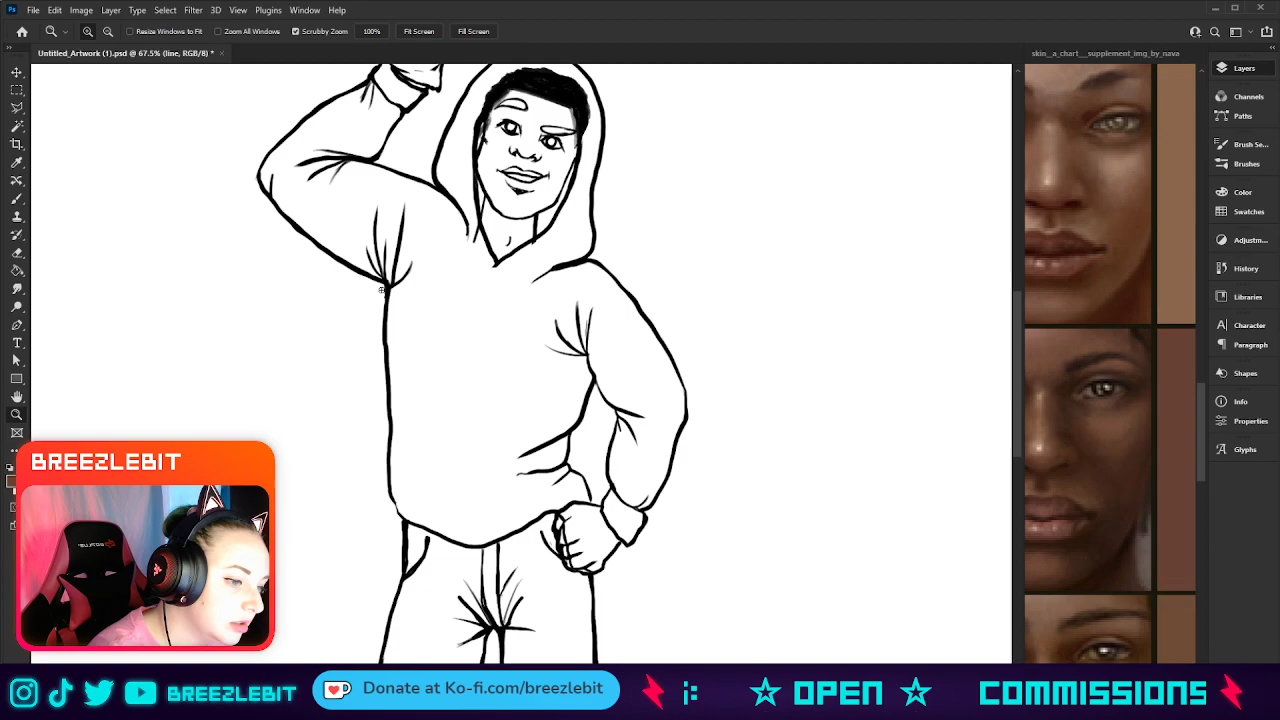 Ps File Edit Image Layer Type Select Filter 3D View Plugins Window Help
Resize Windows to Fit Zoom All Windows Scrubby Zoom 100% Fit Screen Fill Screen
Untitled_Artwork (1).psd @ 67.5% (line, RGB/8) *
skin__a_chart__supplement_img_by_nava
Layers
Channels
Paths
Brush Se...
Brushes
Color
Swatches
Adjustm...
History
Libraries
Character
Paragraph
Shapes
Info
Properties
Glyphs
BREEZLEBIT
BREEZLEBIT
Donate at Ko-fi.com/breezlebit
i: OPEN COMMISSIONS